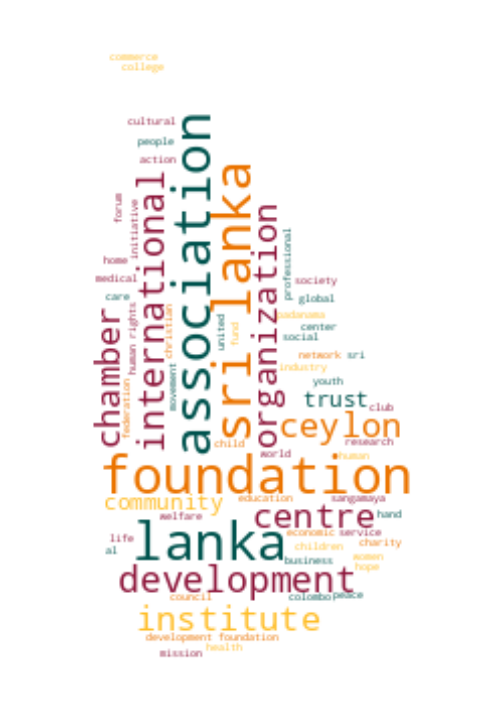 commerce
college
cultural
people
action
association
sri lanka
international
organization
forum
initiative
professional
home
medical
care
society
global
padanama
chamber
human rights
christian
movement
united
fund
center
social
network
sri
industry
youth
federation
trust
club
ceylon
child
research
world
human
foundation
community
education
sangamaya
welfare
centre
hand
life
al
lanka
economic
service
children
charity
business
women
hope
development
council
colombo
peace
institute
development foundation
health
mission